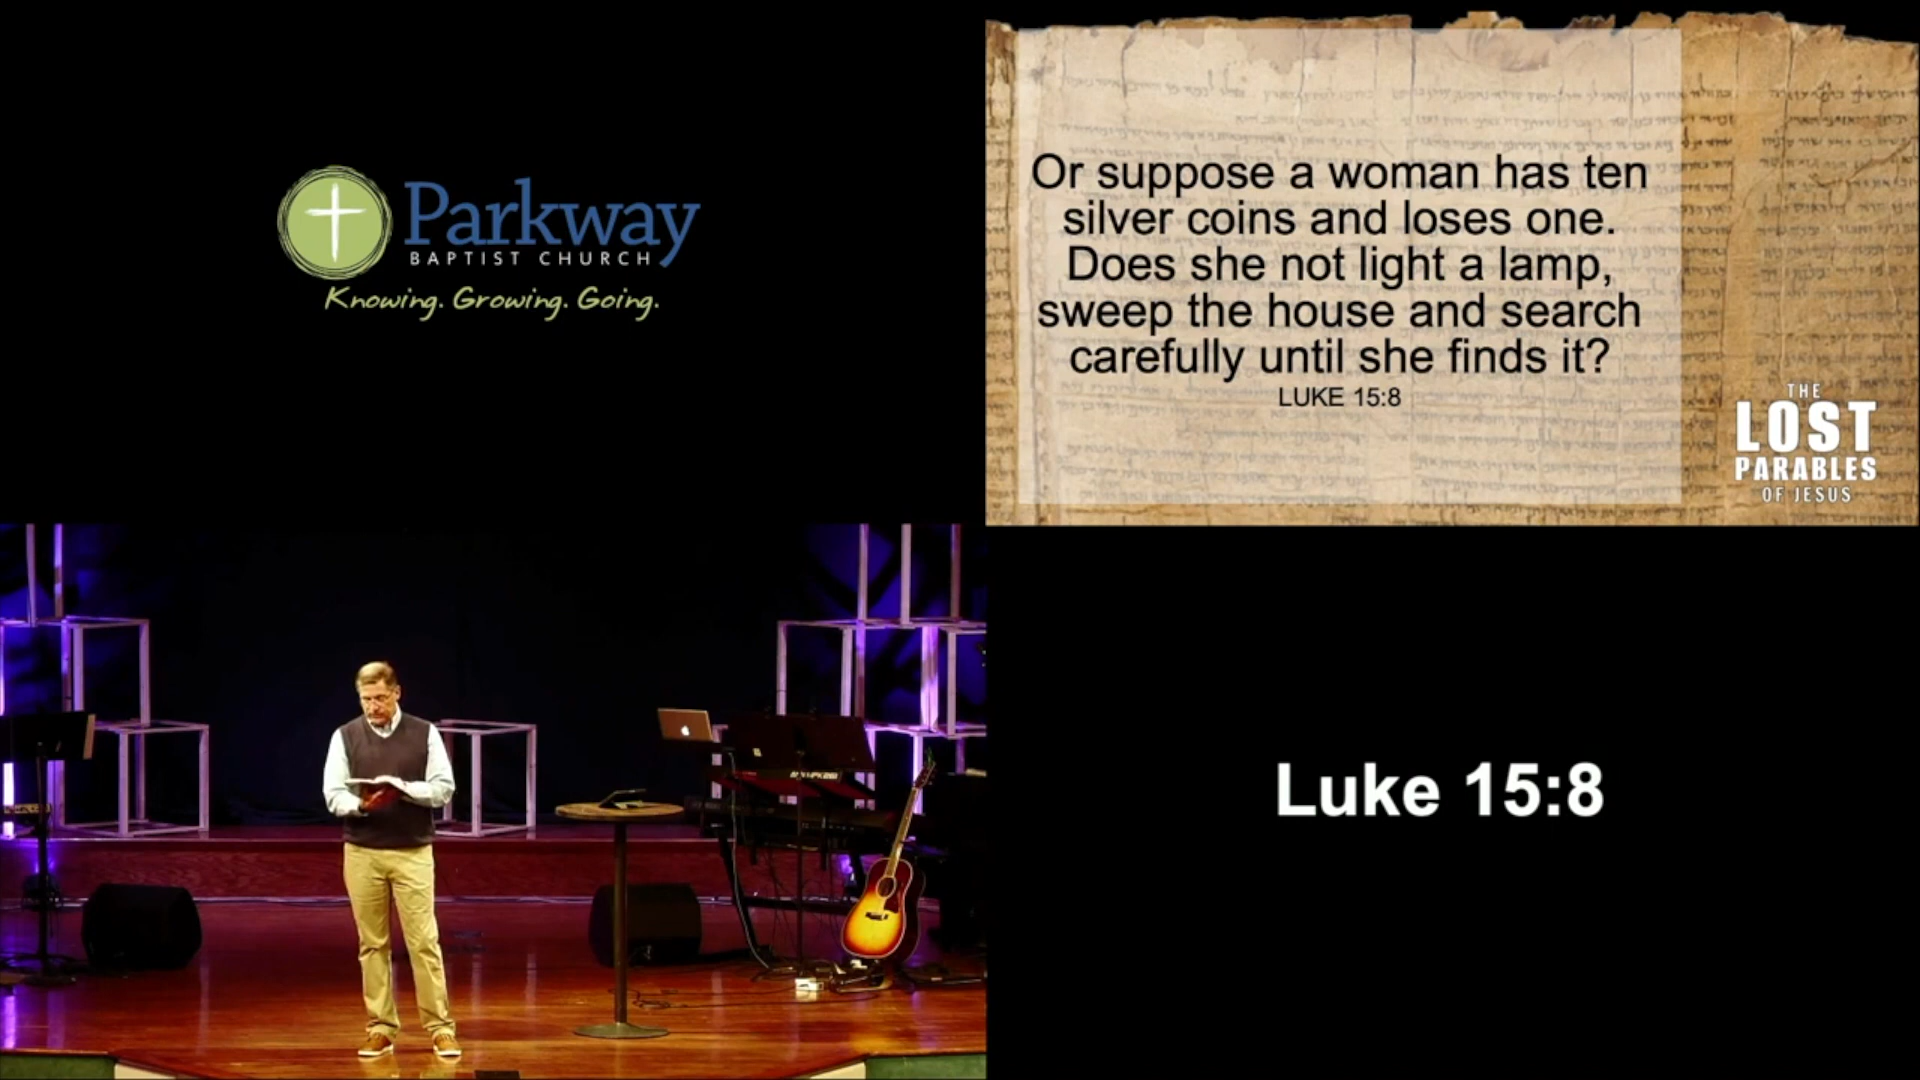 Parkway
BAPTIST CHURCH
Knowing. Growing. Going.
Or suppose a woman has ten
silver coins and loses one.
Does she not light a lamp,
sweep the house and search
carefully until she finds it?
LUKE 15:8
THE
LOST
PARABLES
OF JESUS
Luke 15:8